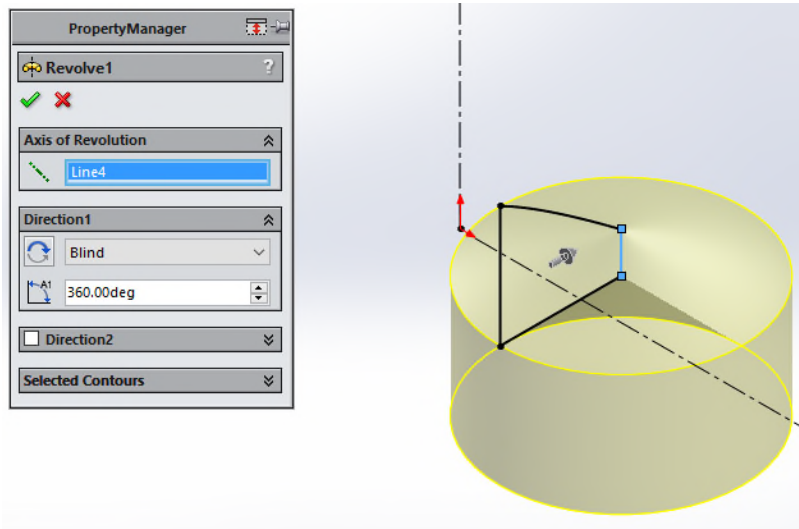 PropertyManager
Revolve1 ?
Axis of Revolution
Line4
Direction1
Blind
A1
360.00deg
Direction2
Selected Contours